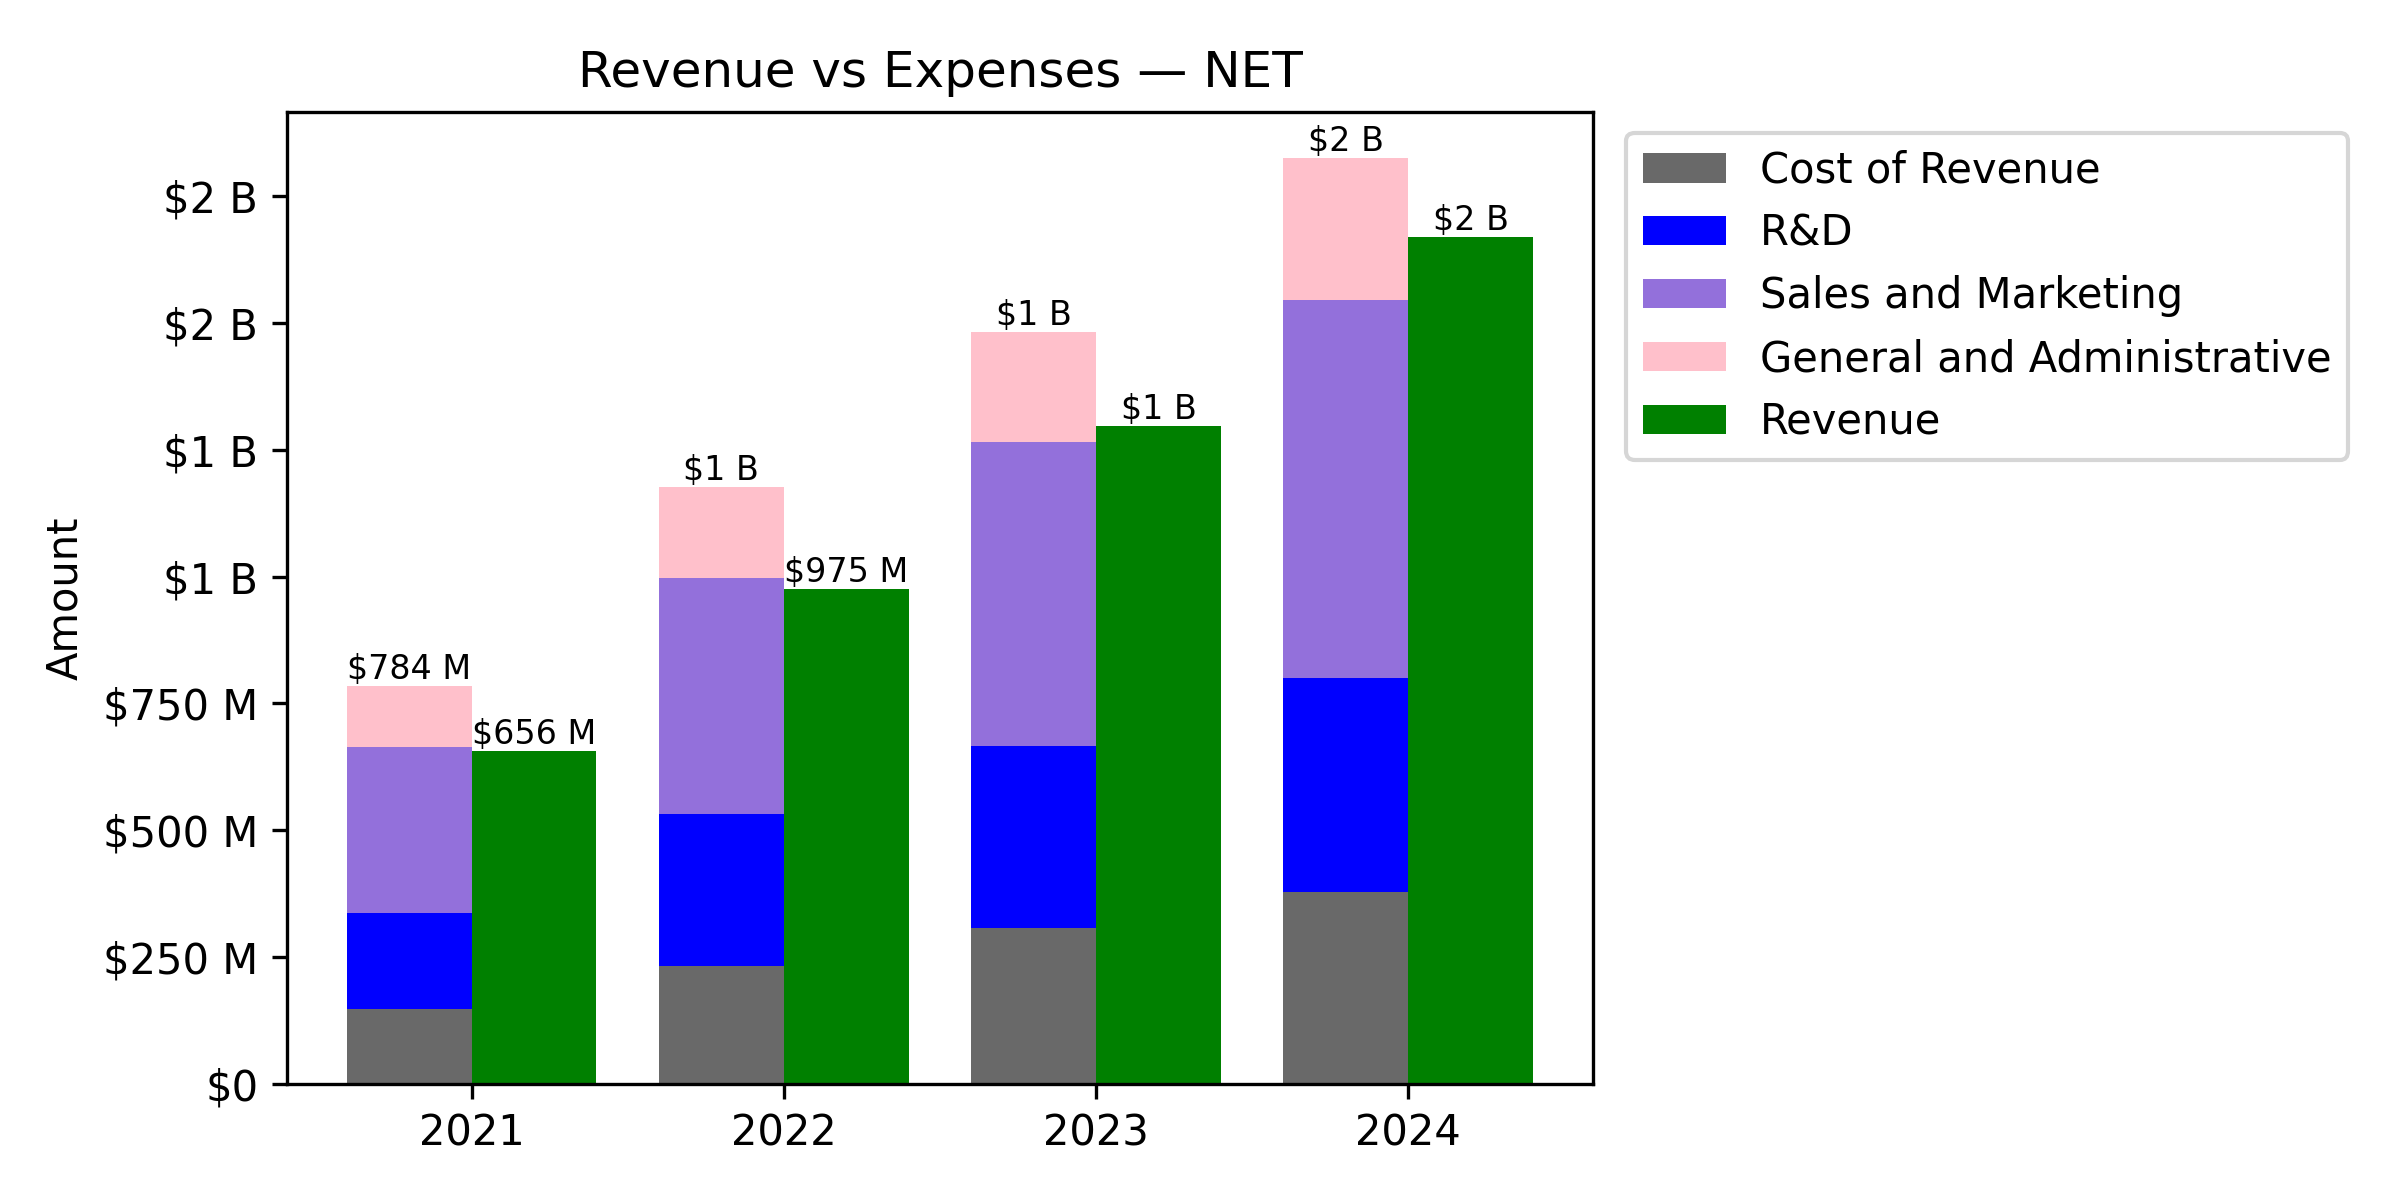 Revenue vs Expenses — NET
Amount
$2 B
$2 B
$1 B
$1 B
$750 M
$500 M
$250 M
$0
$784 M
$656 M
$1 B
$975 M
$1 B
$1 B
$2 B
$2 B
2021
2022
2023
2024
Cost of Revenue
R&D
Sales and Marketing
General and Administrative
Revenue